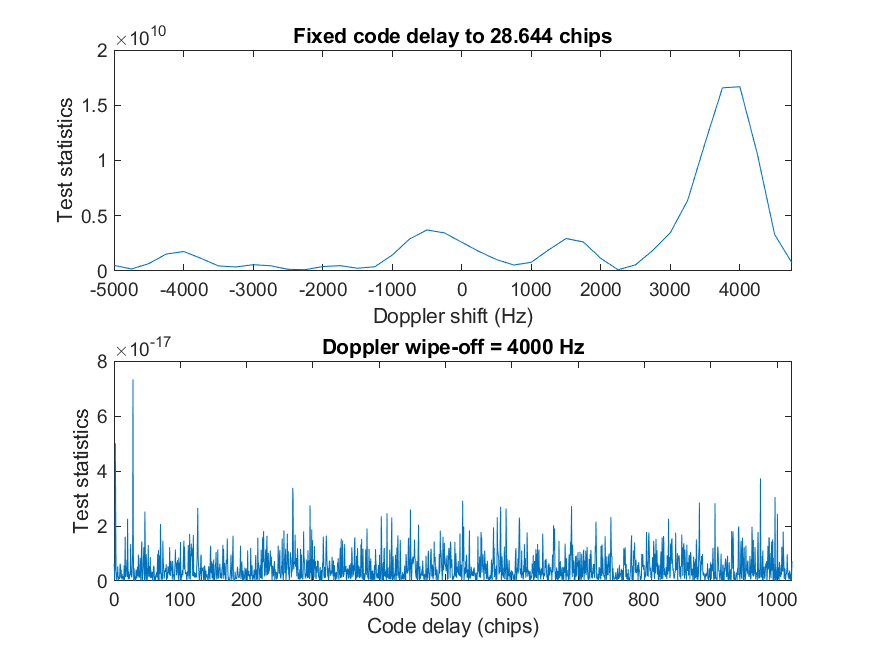 Fixed code delay to 28.644 chips
×10^10
2
1.5
1
0.5
0
Test statistics
-5000 -4000 -3000 -2000 -1000 0 1000 2000 3000 4000
Doppler shift (Hz)
Doppler wipe-off = 4000 Hz
×10^-17
8
6
4
2
0
Test statistics
0 100 200 300 400 500 600 700 800 900 1000
Code delay (chips)